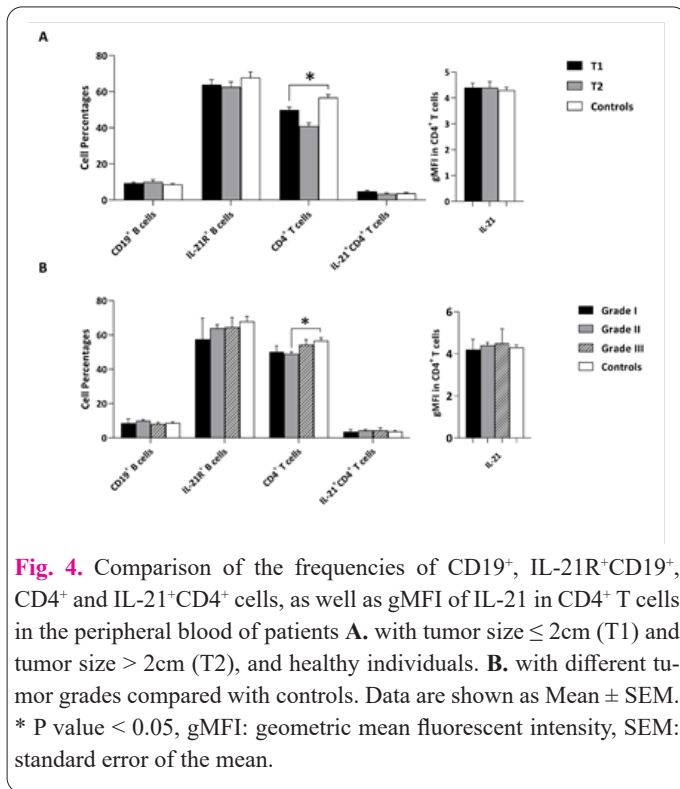 A
T1
T2
Controls
Cell Percentages
80
60
40
20
0
CD19⁺ B cells
IL-21R⁺ B cells
CD4⁺ T cells
IL-21⁺CD4⁺ T cells
*
gMFI in CD4⁺ T cells
5
4
3
2
1
0
IL-21
B
Grade I
Grade II
Grade III
Controls
Cell Percentages
80
60
40
20
0
CD19⁺ B cells
IL-21R⁺ B cells
CD4⁺ T cells
IL-21⁺CD4⁺ T cells
*
gMFI in CD4⁺ T cells
6
4
2
0
IL-21
Fig. 4. Comparison of the frequencies of CD19⁺, IL-21R⁺CD19⁺,
CD4⁺ and IL-21⁺CD4⁺ cells, as well as gMFI of IL-21 in CD4⁺ T cells
in the peripheral blood of patients A. with tumor size ≤ 2cm (T1) and
tumor size > 2cm (T2), and healthy individuals. B. with different tu-
mor grades compared with controls. Data are shown as Mean ± SEM.
* P value < 0.05, gMFI: geometric mean fluorescent intensity, SEM:
standard error of the mean.